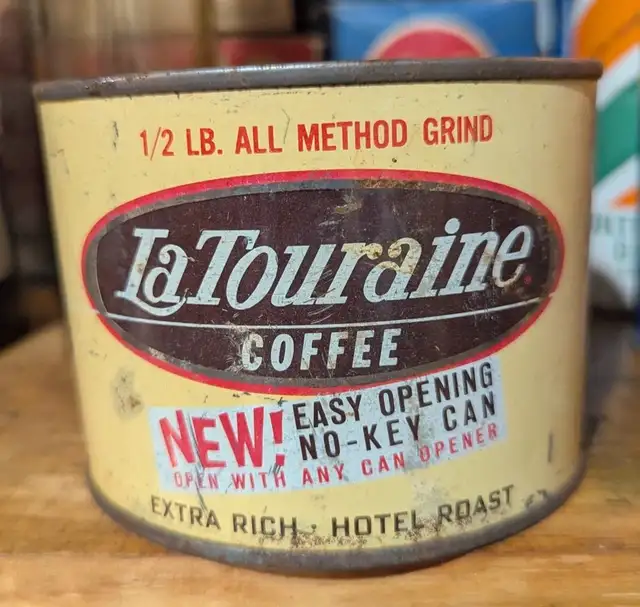 1/2 LB. ALL METHOD GRIND
LaTouraine
COFFEE
NEW! EASY OPENING
NO-KEY CAN
OPEN WITH ANY CAN OPENER
EXTRA RICH · HOTEL ROAST